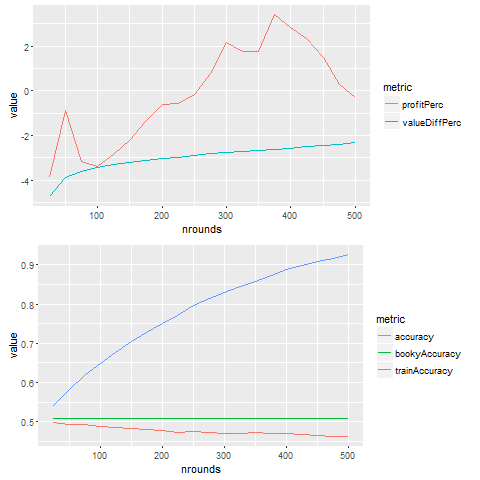 2
0
-2
-4
value
100
200
300
400
500
nrounds
metric
profitPerc
valueDiffPerc
0.9
0.8
0.7
0.6
0.5
value
100
200
300
400
500
nrounds
metric
accuracy
bookyAccuracy
trainAccuracy